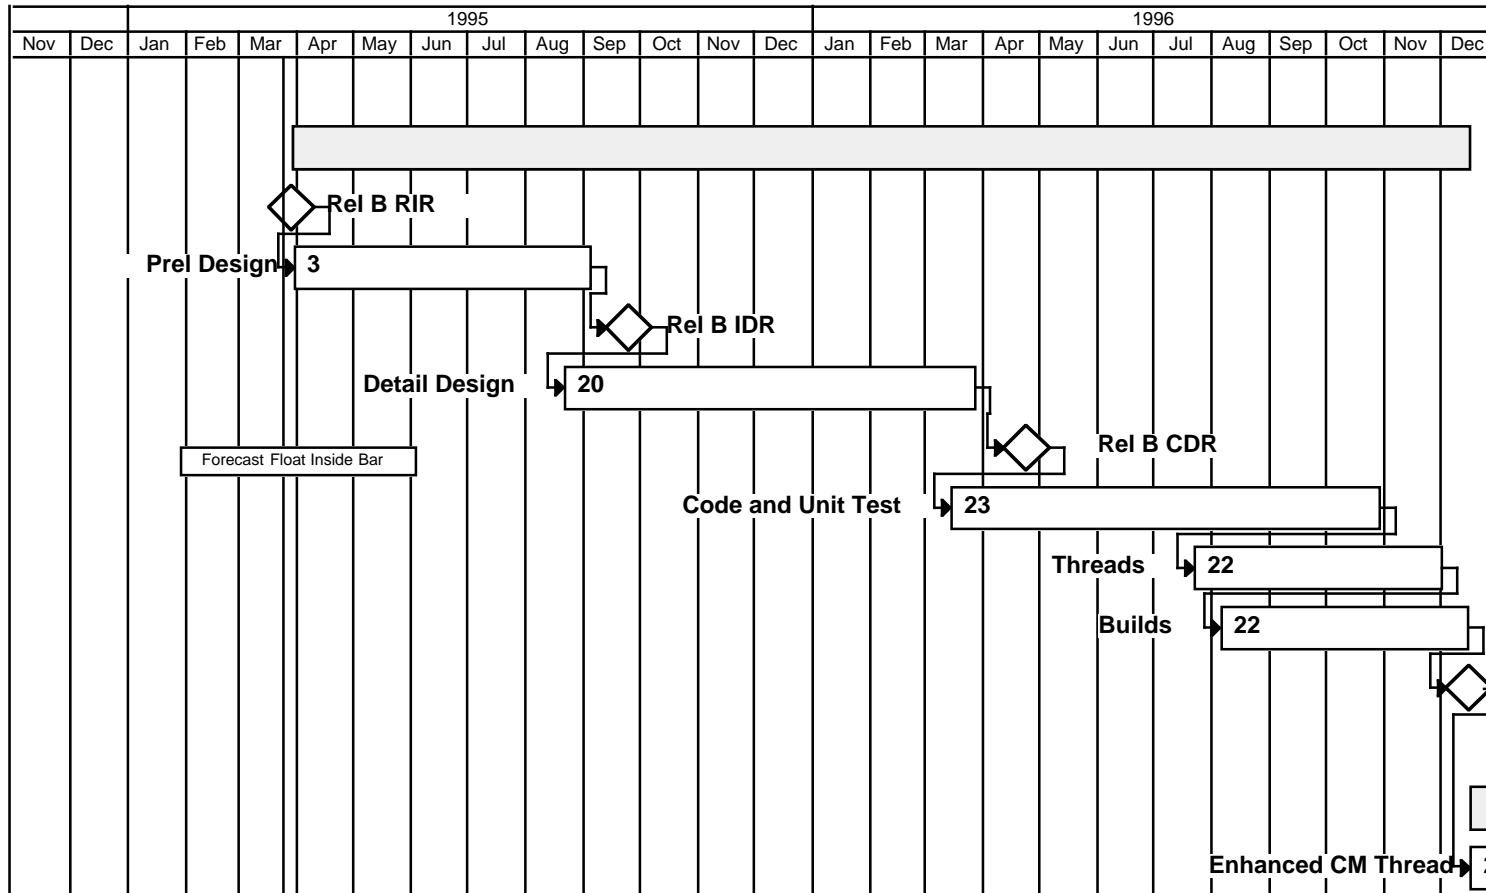 1995 1996
Nov Dec Jan Feb Mar Apr May Jun Jul Aug Sep Oct Nov Dec Jan Feb Mar Apr May Jun Jul Aug Sep Oct Nov Dec
Rel B RIR
Prel Design 3
Rel B IDR
Detail Design 20
Rel B CDR
Forecast Float Inside Bar
Code and Unit Test 23
Threads 22
Builds 22
Enhanced CM Thread